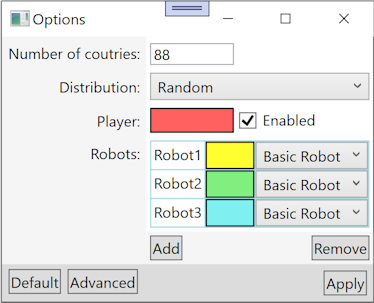 Options
Number of coutries: 88
Distribution: Random
Player: Enabled
Robots: Robot1 Basic Robot
Robot2 Basic Robot
Robot3 Basic Robot
Add Remove
Default Advanced Apply